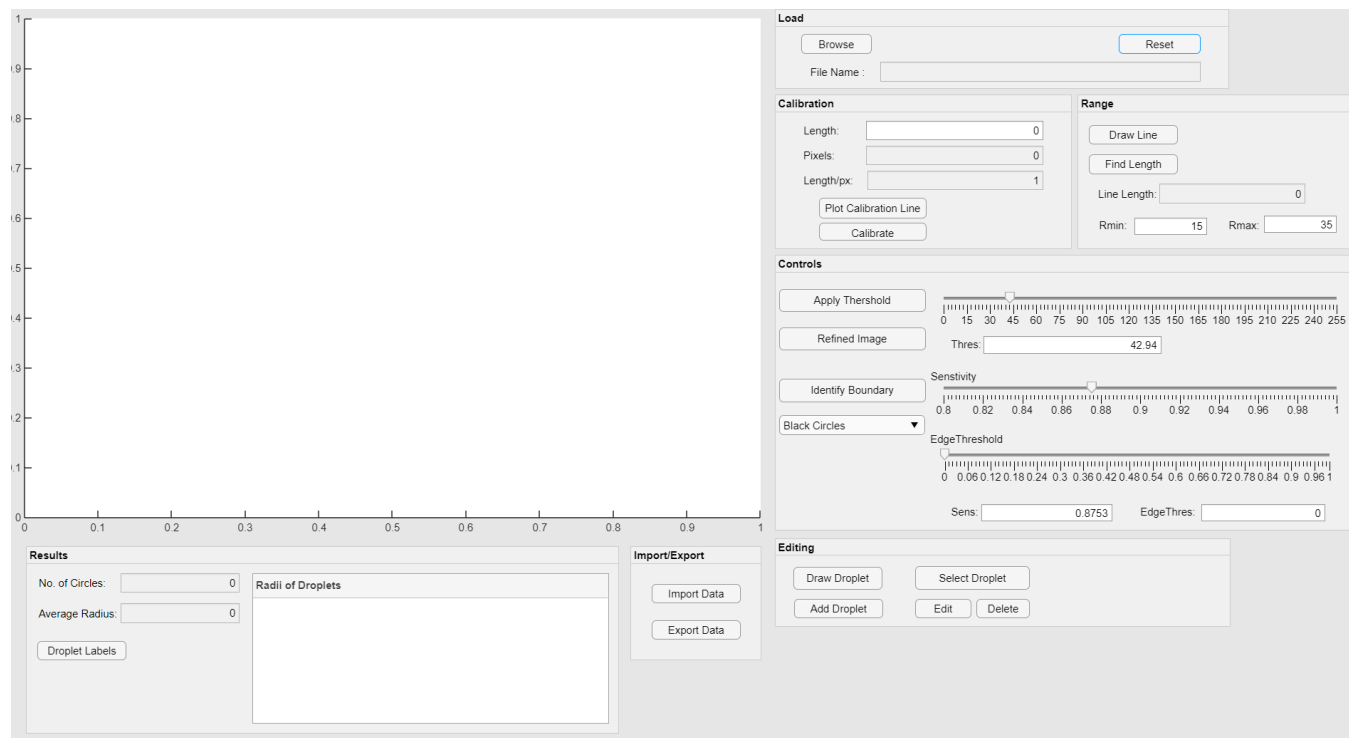 Load
Browse
Reset
File Name :
Calibration
Length: 0
Pixels: 0
Length/px: 1
Plot Calibration Line
Calibrate
Range
Draw Line
Find Length
Line Length: 0
Rmin: 15 Rmax: 35
Controls
Apply Thershold
0 15 30 45 60 75 90 105 120 135 150 165 180 195 210 225 240 255
Refined Image
Thres: 42.94
Identify Boundary
Senstivity
0.8 0.82 0.84 0.86 0.88 0.9 0.92 0.94 0.96 0.98 1
Black Circles
EdgeThreshold
0 0.06 0.12 0.18 0.24 0.3 0.36 0.42 0.48 0.54 0.6 0.66 0.72 0.78 0.84 0.9 0.96 1
Sens: 0.8753 EdgeThres: 0
1
.9
.8
.7
.6
.5
.4
.3
.2
.1
0
0 0.1 0.2 0.3 0.4 0.5 0.6 0.7 0.8 0.9 1
Results
No. of Circles: 0
Average Radius: 0
Droplet Labels
Radii of Droplets
Import/Export
Import Data
Export Data
Editing
Draw Droplet
Select Droplet
Add Droplet
Edit
Delete